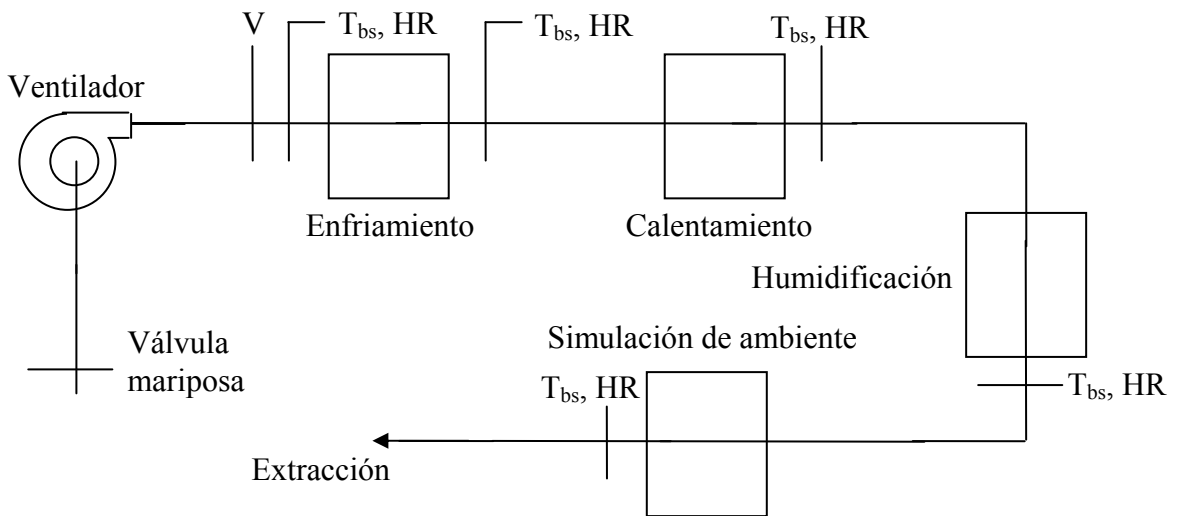 V
T_bs, HR
T_bs, HR
T_bs, HR
Ventilador
Enfriamiento
Calentamiento
Humidificación
Simulación de ambiente
Válvula
mariposa
T_bs, HR
T_bs, HR
Extracción